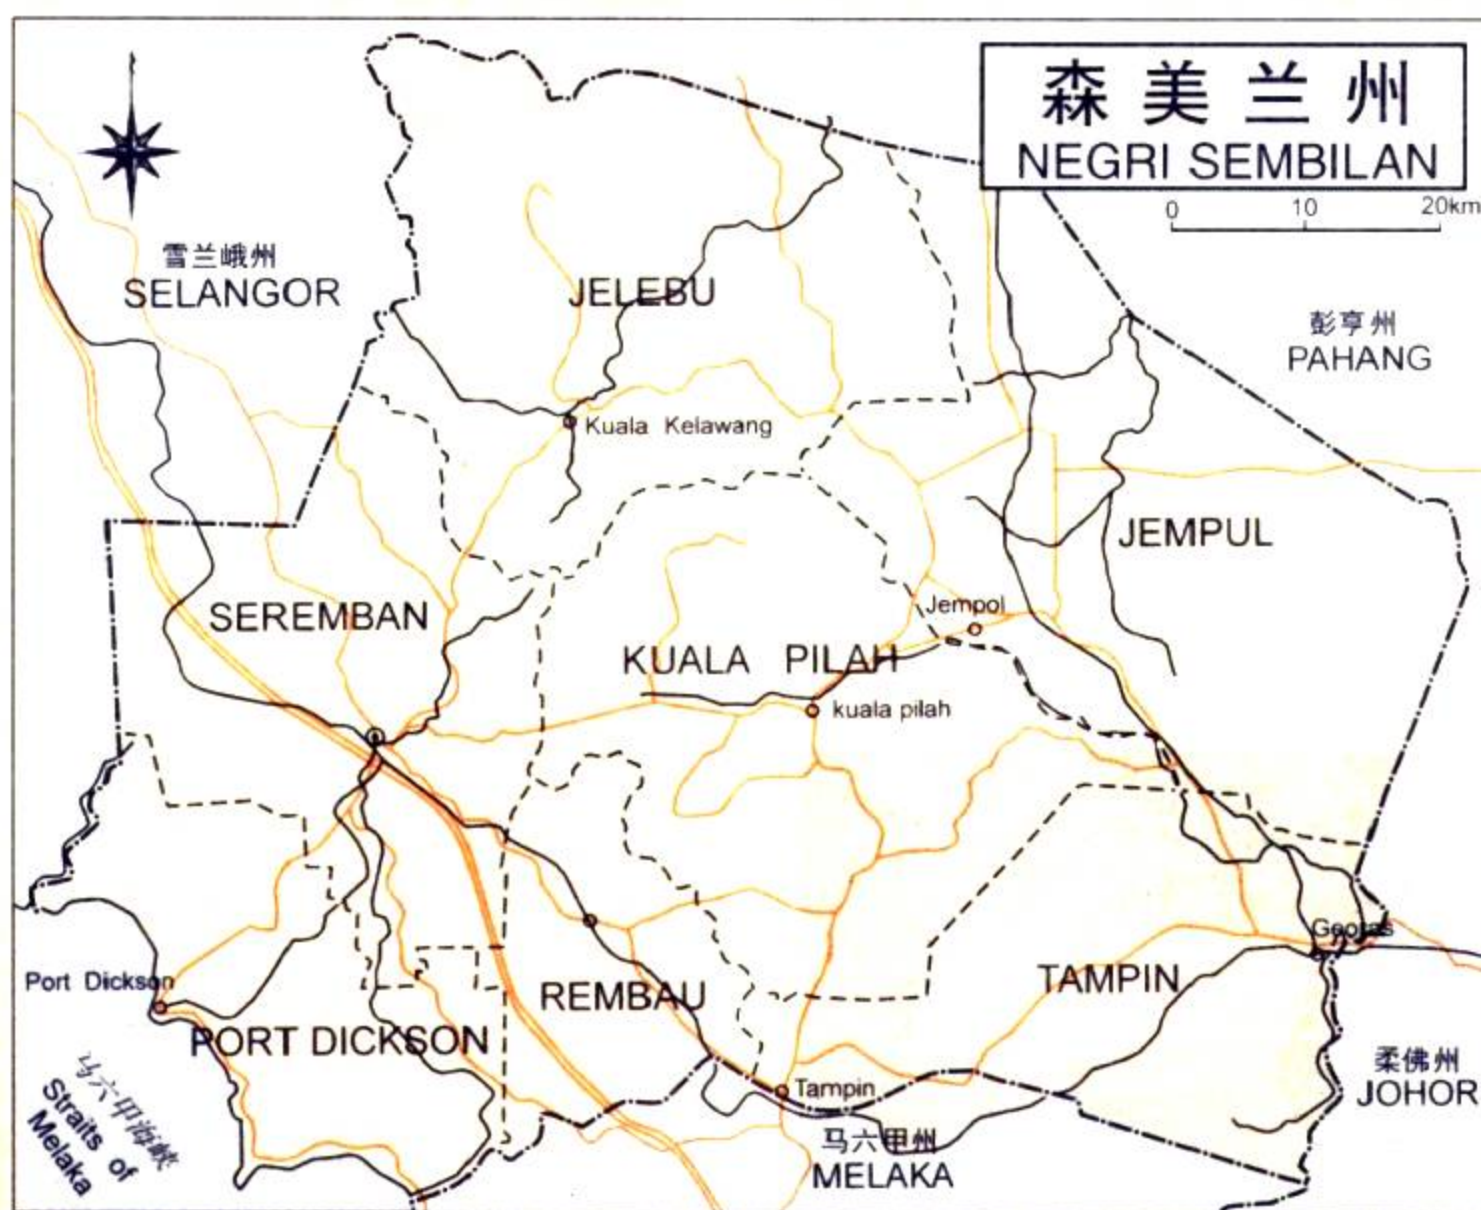 森美兰州
NEGRI SEMBILAN
0 10 20km
雪兰峨州
SELANGOR
JELEBU
彭亨州
PAHANG
Kuala Kelawang
JEMPUL
SEREMBAN
Jempol
KUALA PILAH
kuala pilah
Port Dickson
REMBAU
TAMPIN
PORT DICKSON
马六甲海峡
Straits of
Melaka
Tampin
柔佛州
JOHOR
马六甲州
MELAKA